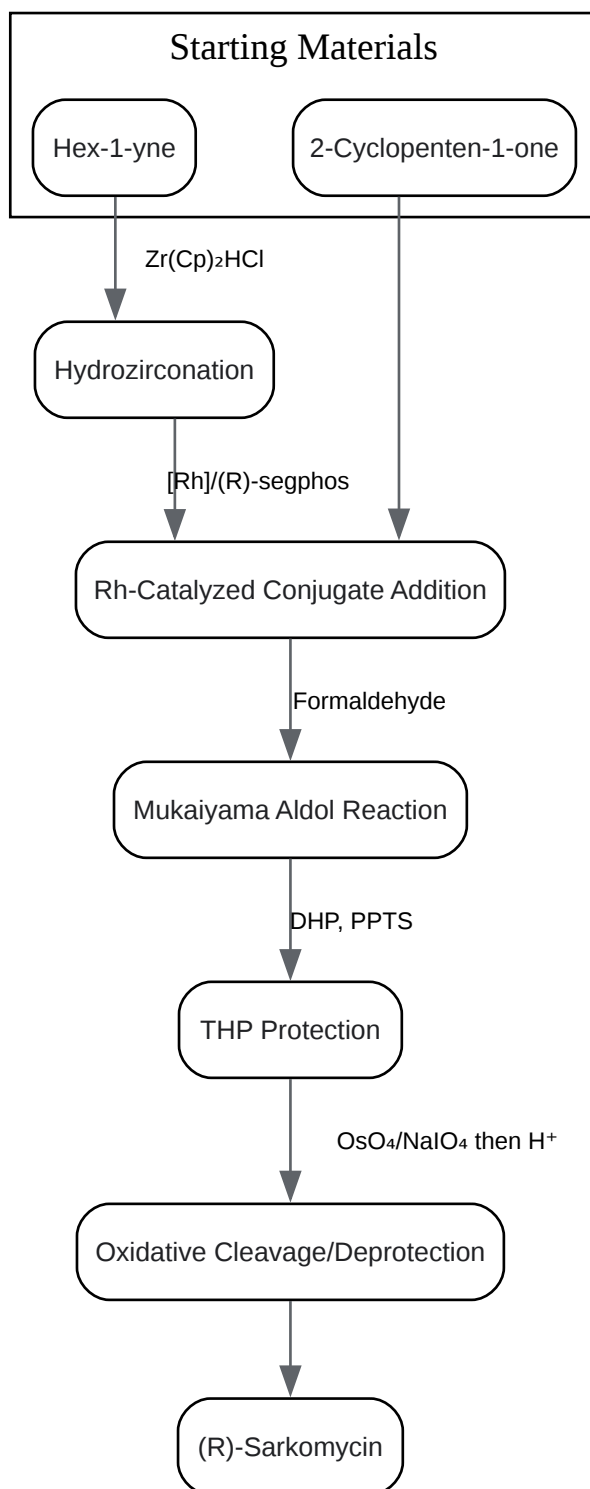 Starting Materials
Hex-1-yne
2-Cyclopenten-1-one
Zr(Cp)₂HCl
Hydrozirconation
[Rh]/(R)-segphos
Rh-Catalyzed Conjugate Addition
Formaldehyde
Mukaiyama Aldol Reaction
DHP, PPTS
THP Protection
OsO₄/NaIO₄ then H⁺
Oxidative Cleavage/Deprotection
(R)-Sarkomycin